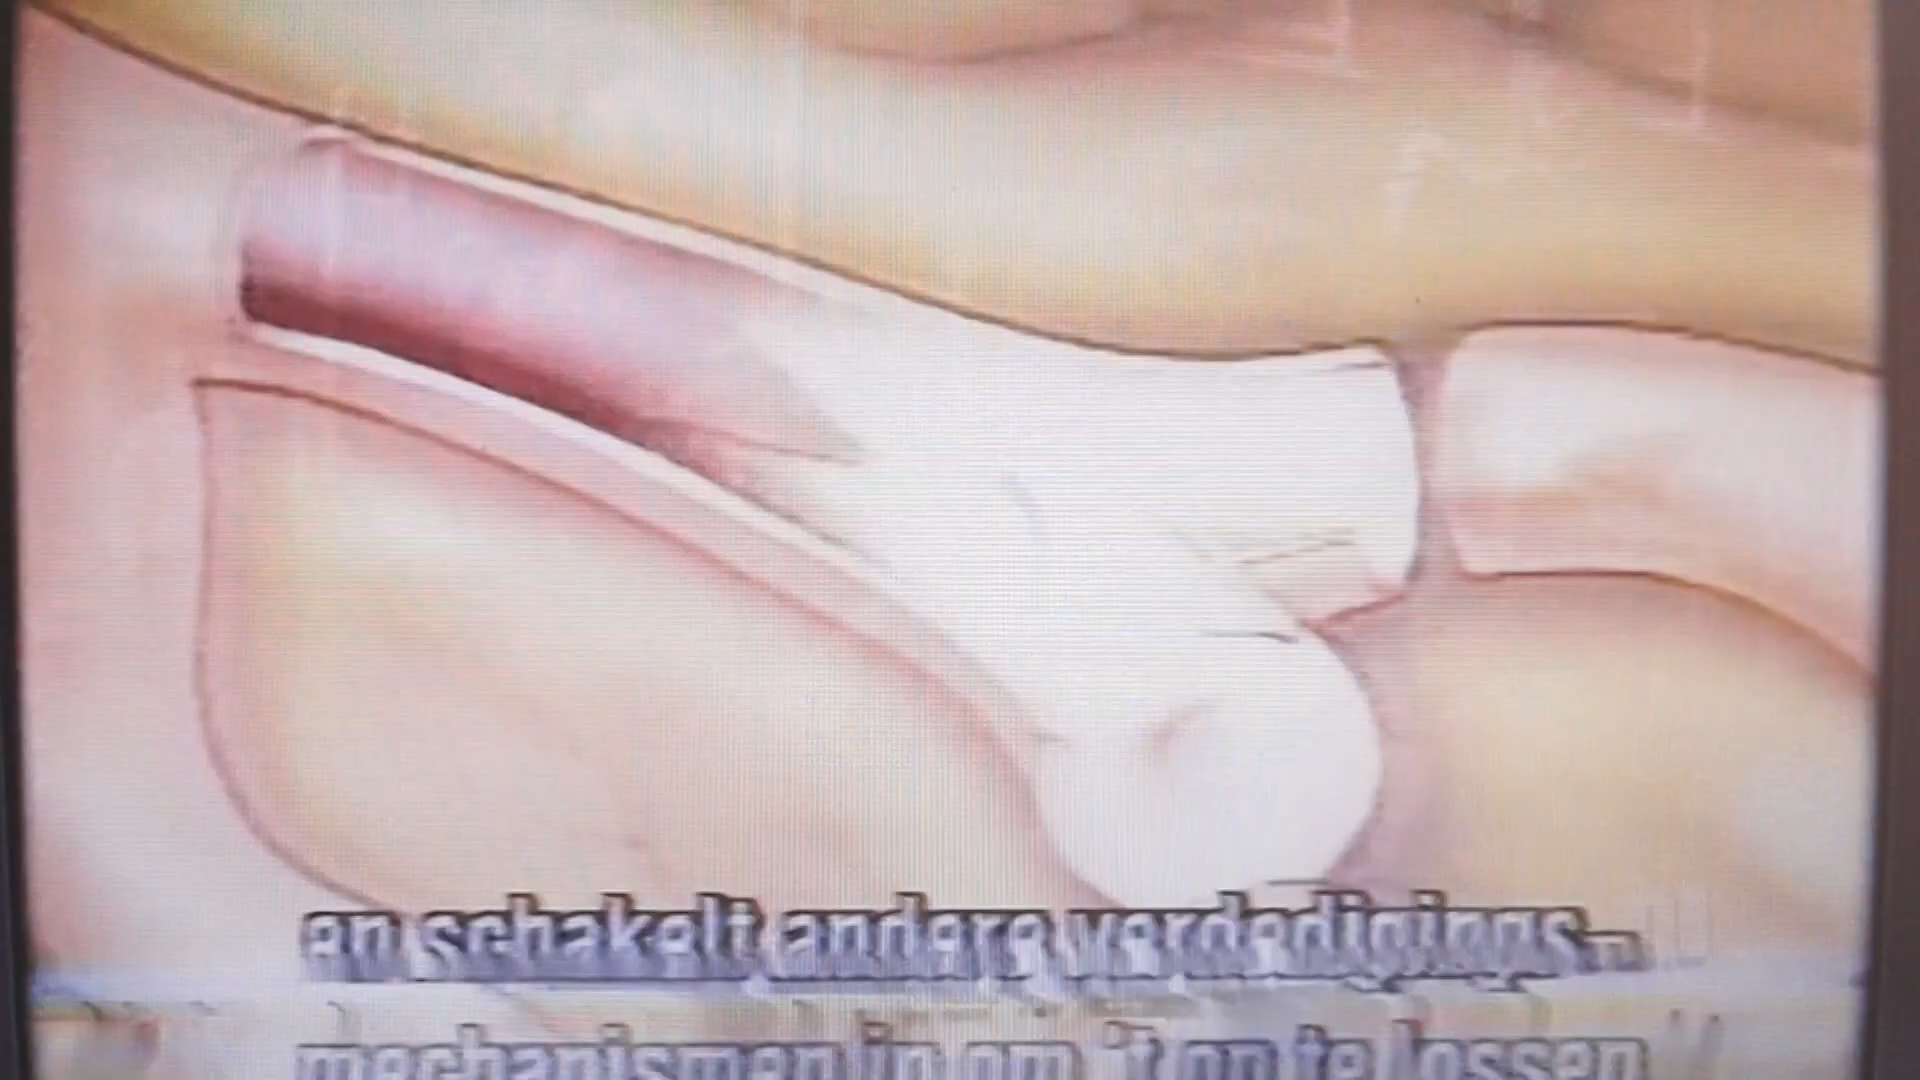 en schakelt andere verdedigings-
mechanismen in om 't op te lossen